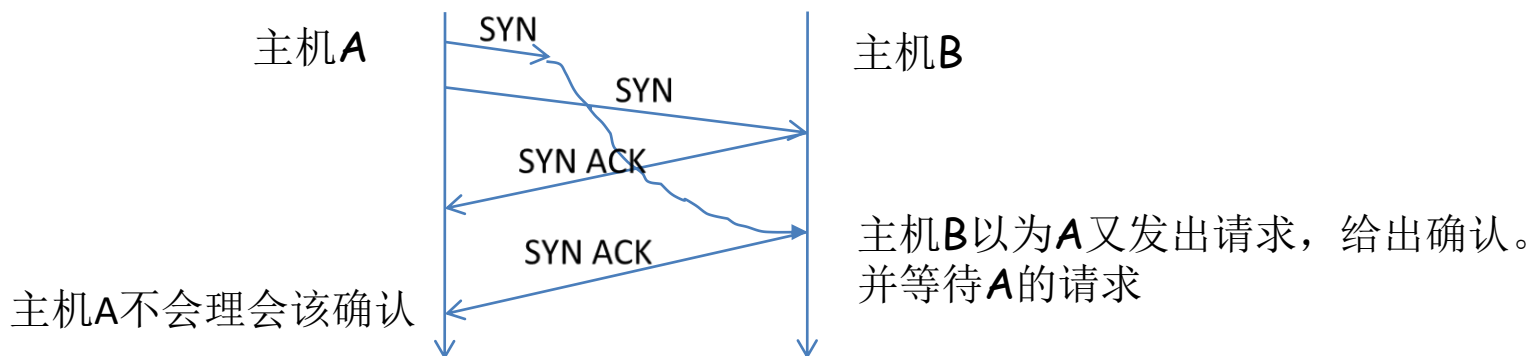 SYN
主机A
主机B
SYN
SYN ACK
主机B以为A又发出请求，给出确认。
并等待A的请求
SYN ACK
主机A不会理会该确认